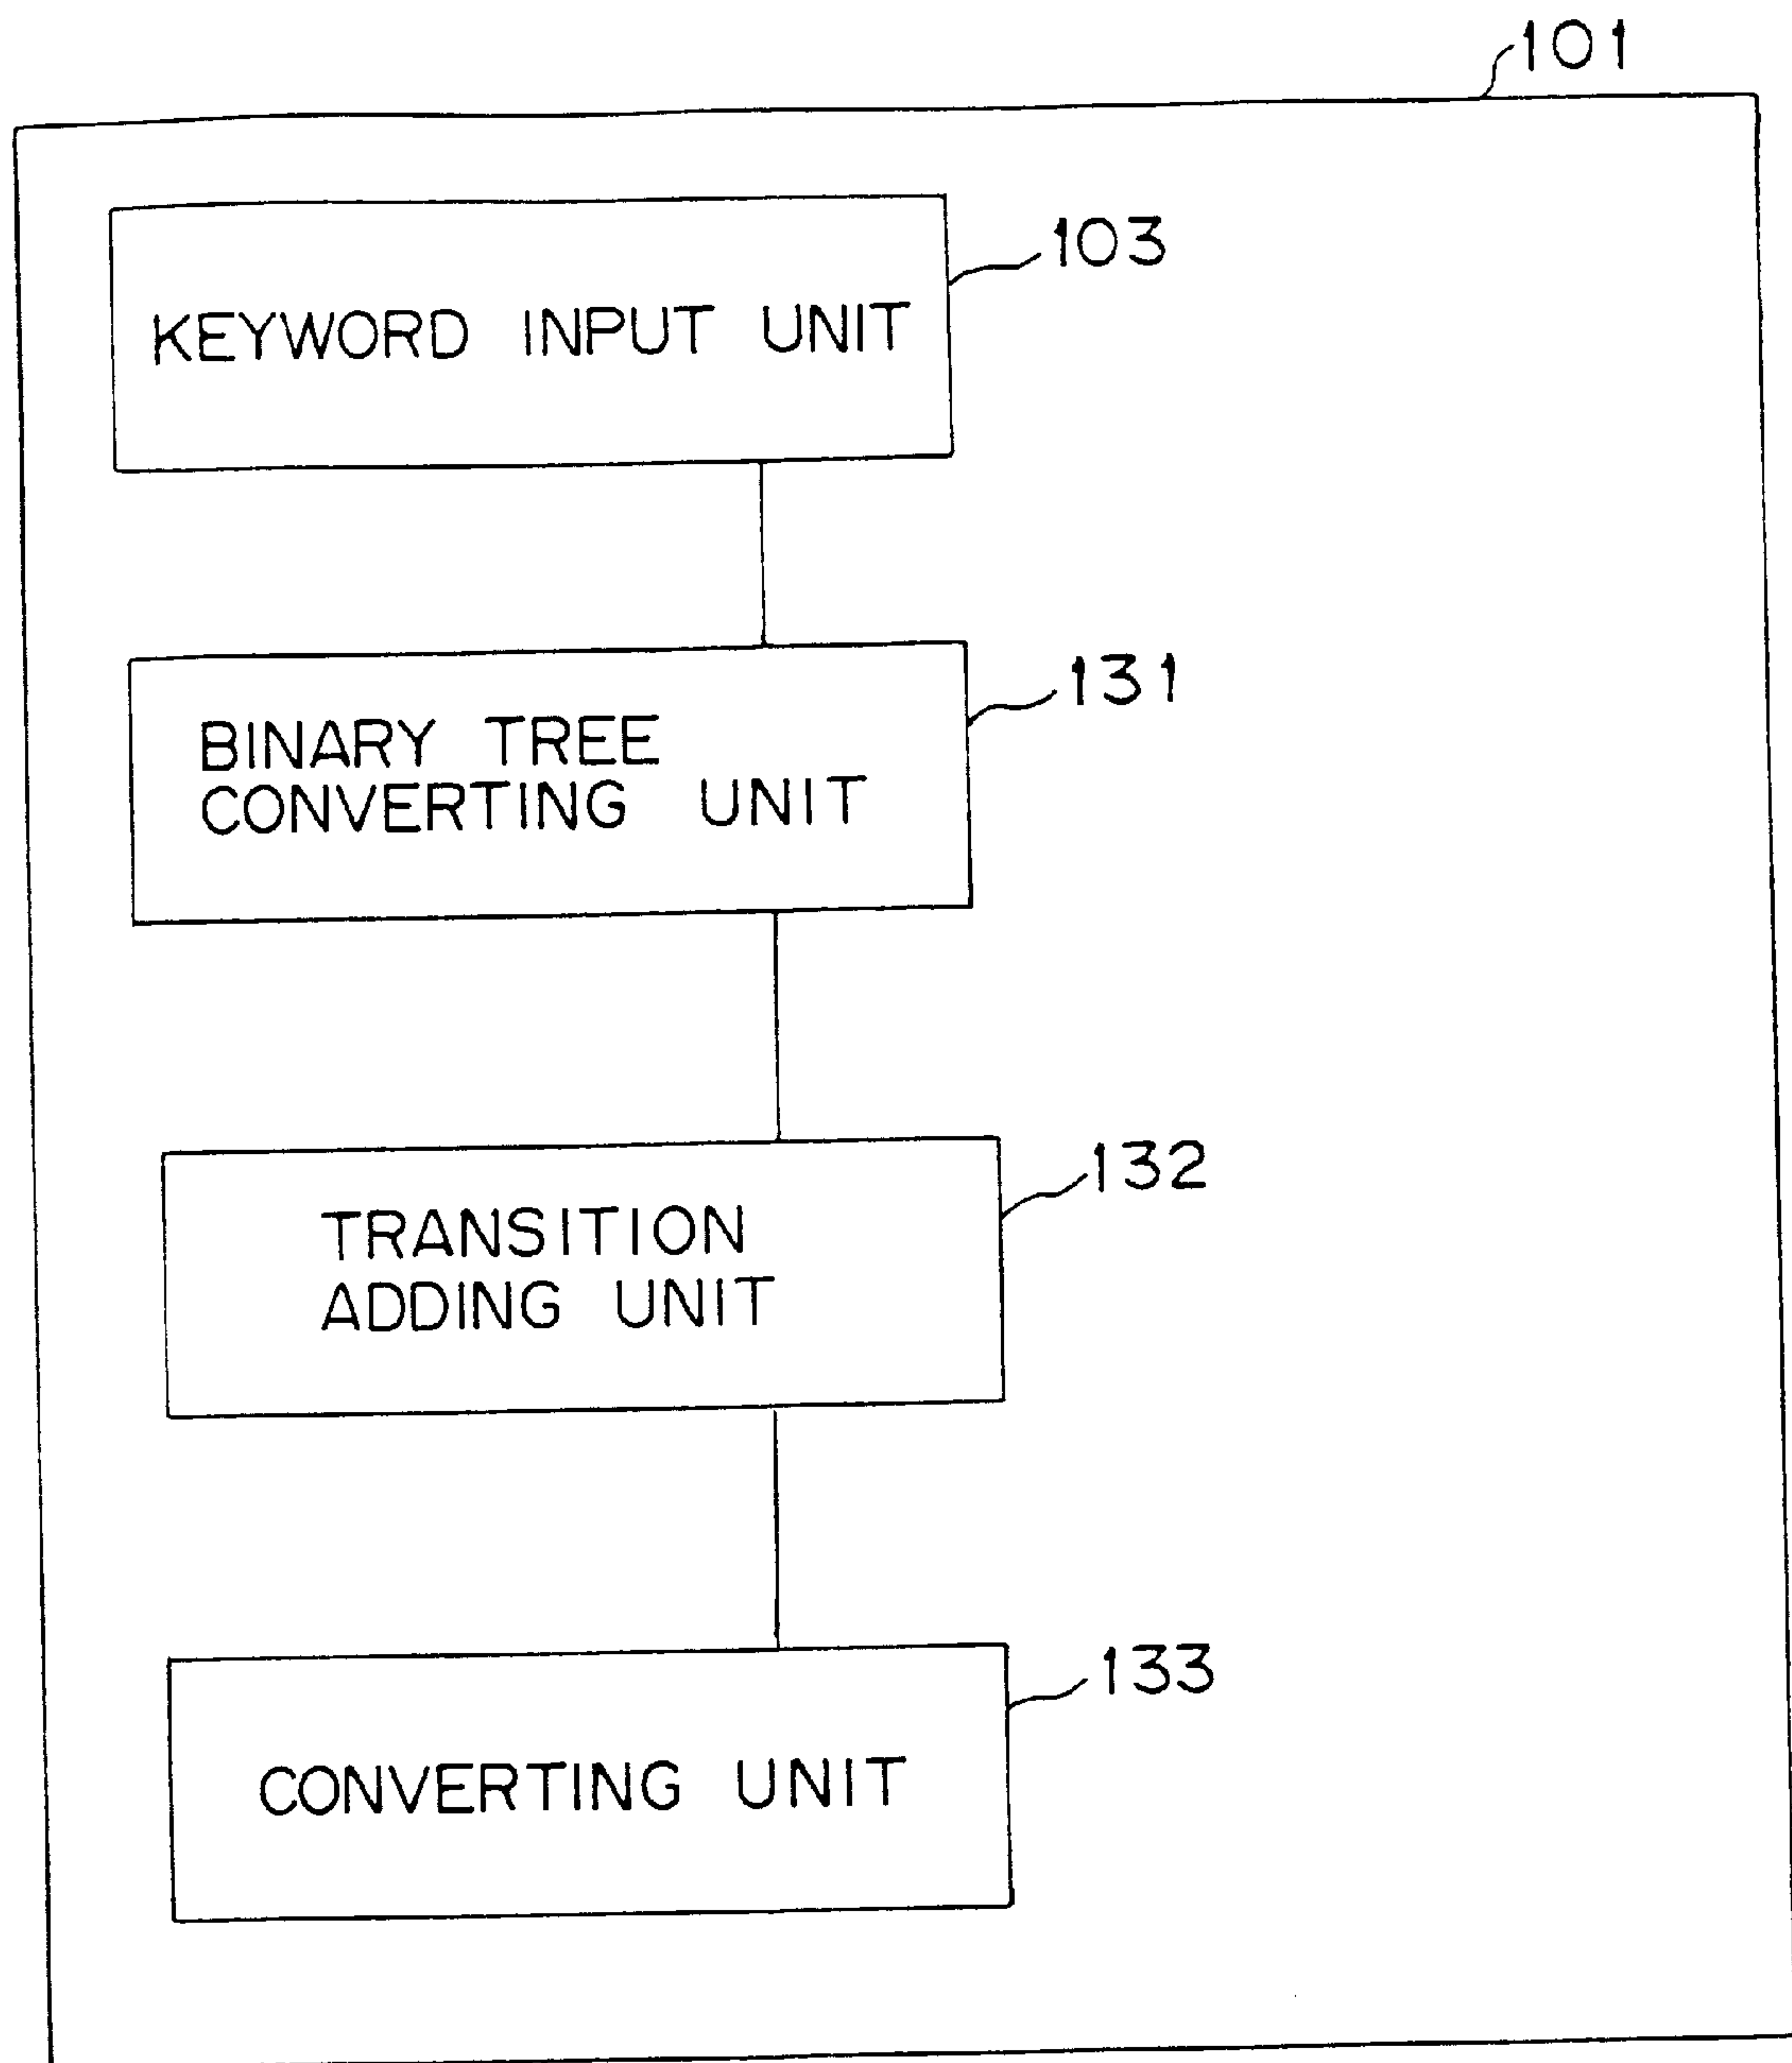 101
103
KEYWORD INPUT UNIT
131
BINARY TREE
CONVERTING UNIT
132
TRANSITION
ADDING UNIT
133
CONVERTING UNIT